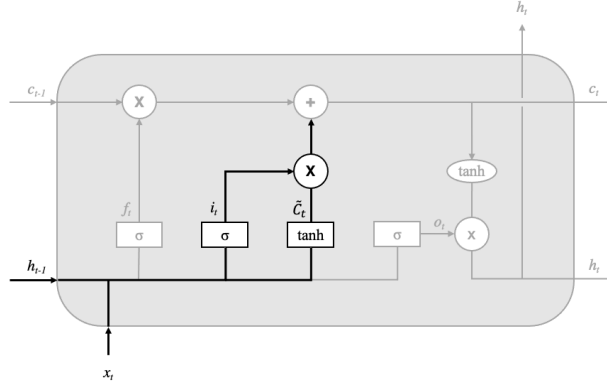 h_t
c_{t-1} X + c_t
X tanh
f_t i_t C̃_t o_t
σ σ tanh σ X
h_{t-1} h_t
x_t